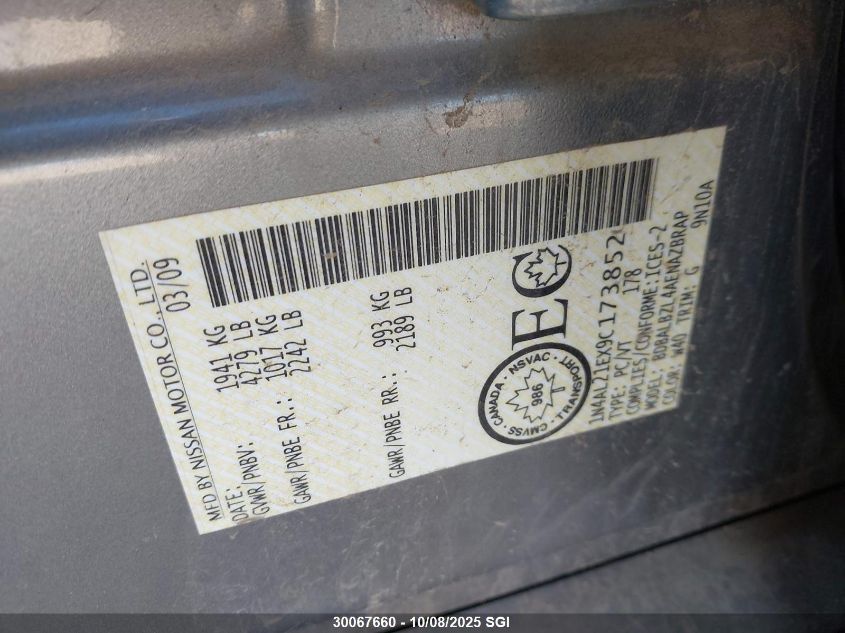 MFD BY NISSAN MOTOR CO., LTD.
DATE: 03/09
GVWR/PNBV: 1941 KG
4279 LB
GAWR/PNBE FR.: 1017 KG
2242 LB
GAWR/PNBE RR.: 993 KG
2189 LB
EC
CANADA · NSVAC · TRANSPORT · CMVSS ·
986
T
1N4AL21EX9C173852
TYPE: PC/VT 178
COMPLIES/CONFORME:ICES-2
MODEL: BDBALBZL4AENAZBRAP
COLOR: WAO TRIM: G 9N10A
30067660 - 10/08/2025 SGI